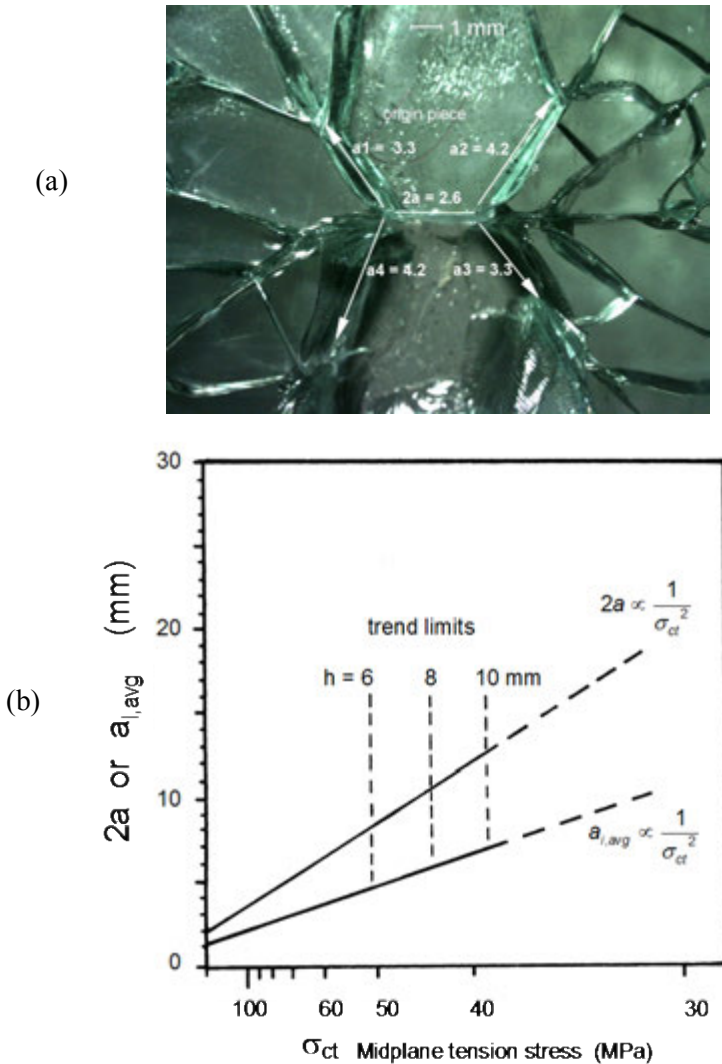 (a)
1 mm
origin piece
a1 = 3.3
a2 = 4.2
2a = 2.6
a4 = 4.2
a3 = 3.3
(b)
2a or a_i,avg (mm)
30
20
10
0
trend limits
h = 6 8 10 mm
2a ∝ 1/σ_ct²
a_i,avg ∝ 1/σ_ct²
100 60 50 40 30
σ_ct Midplane tension stress (MPa)